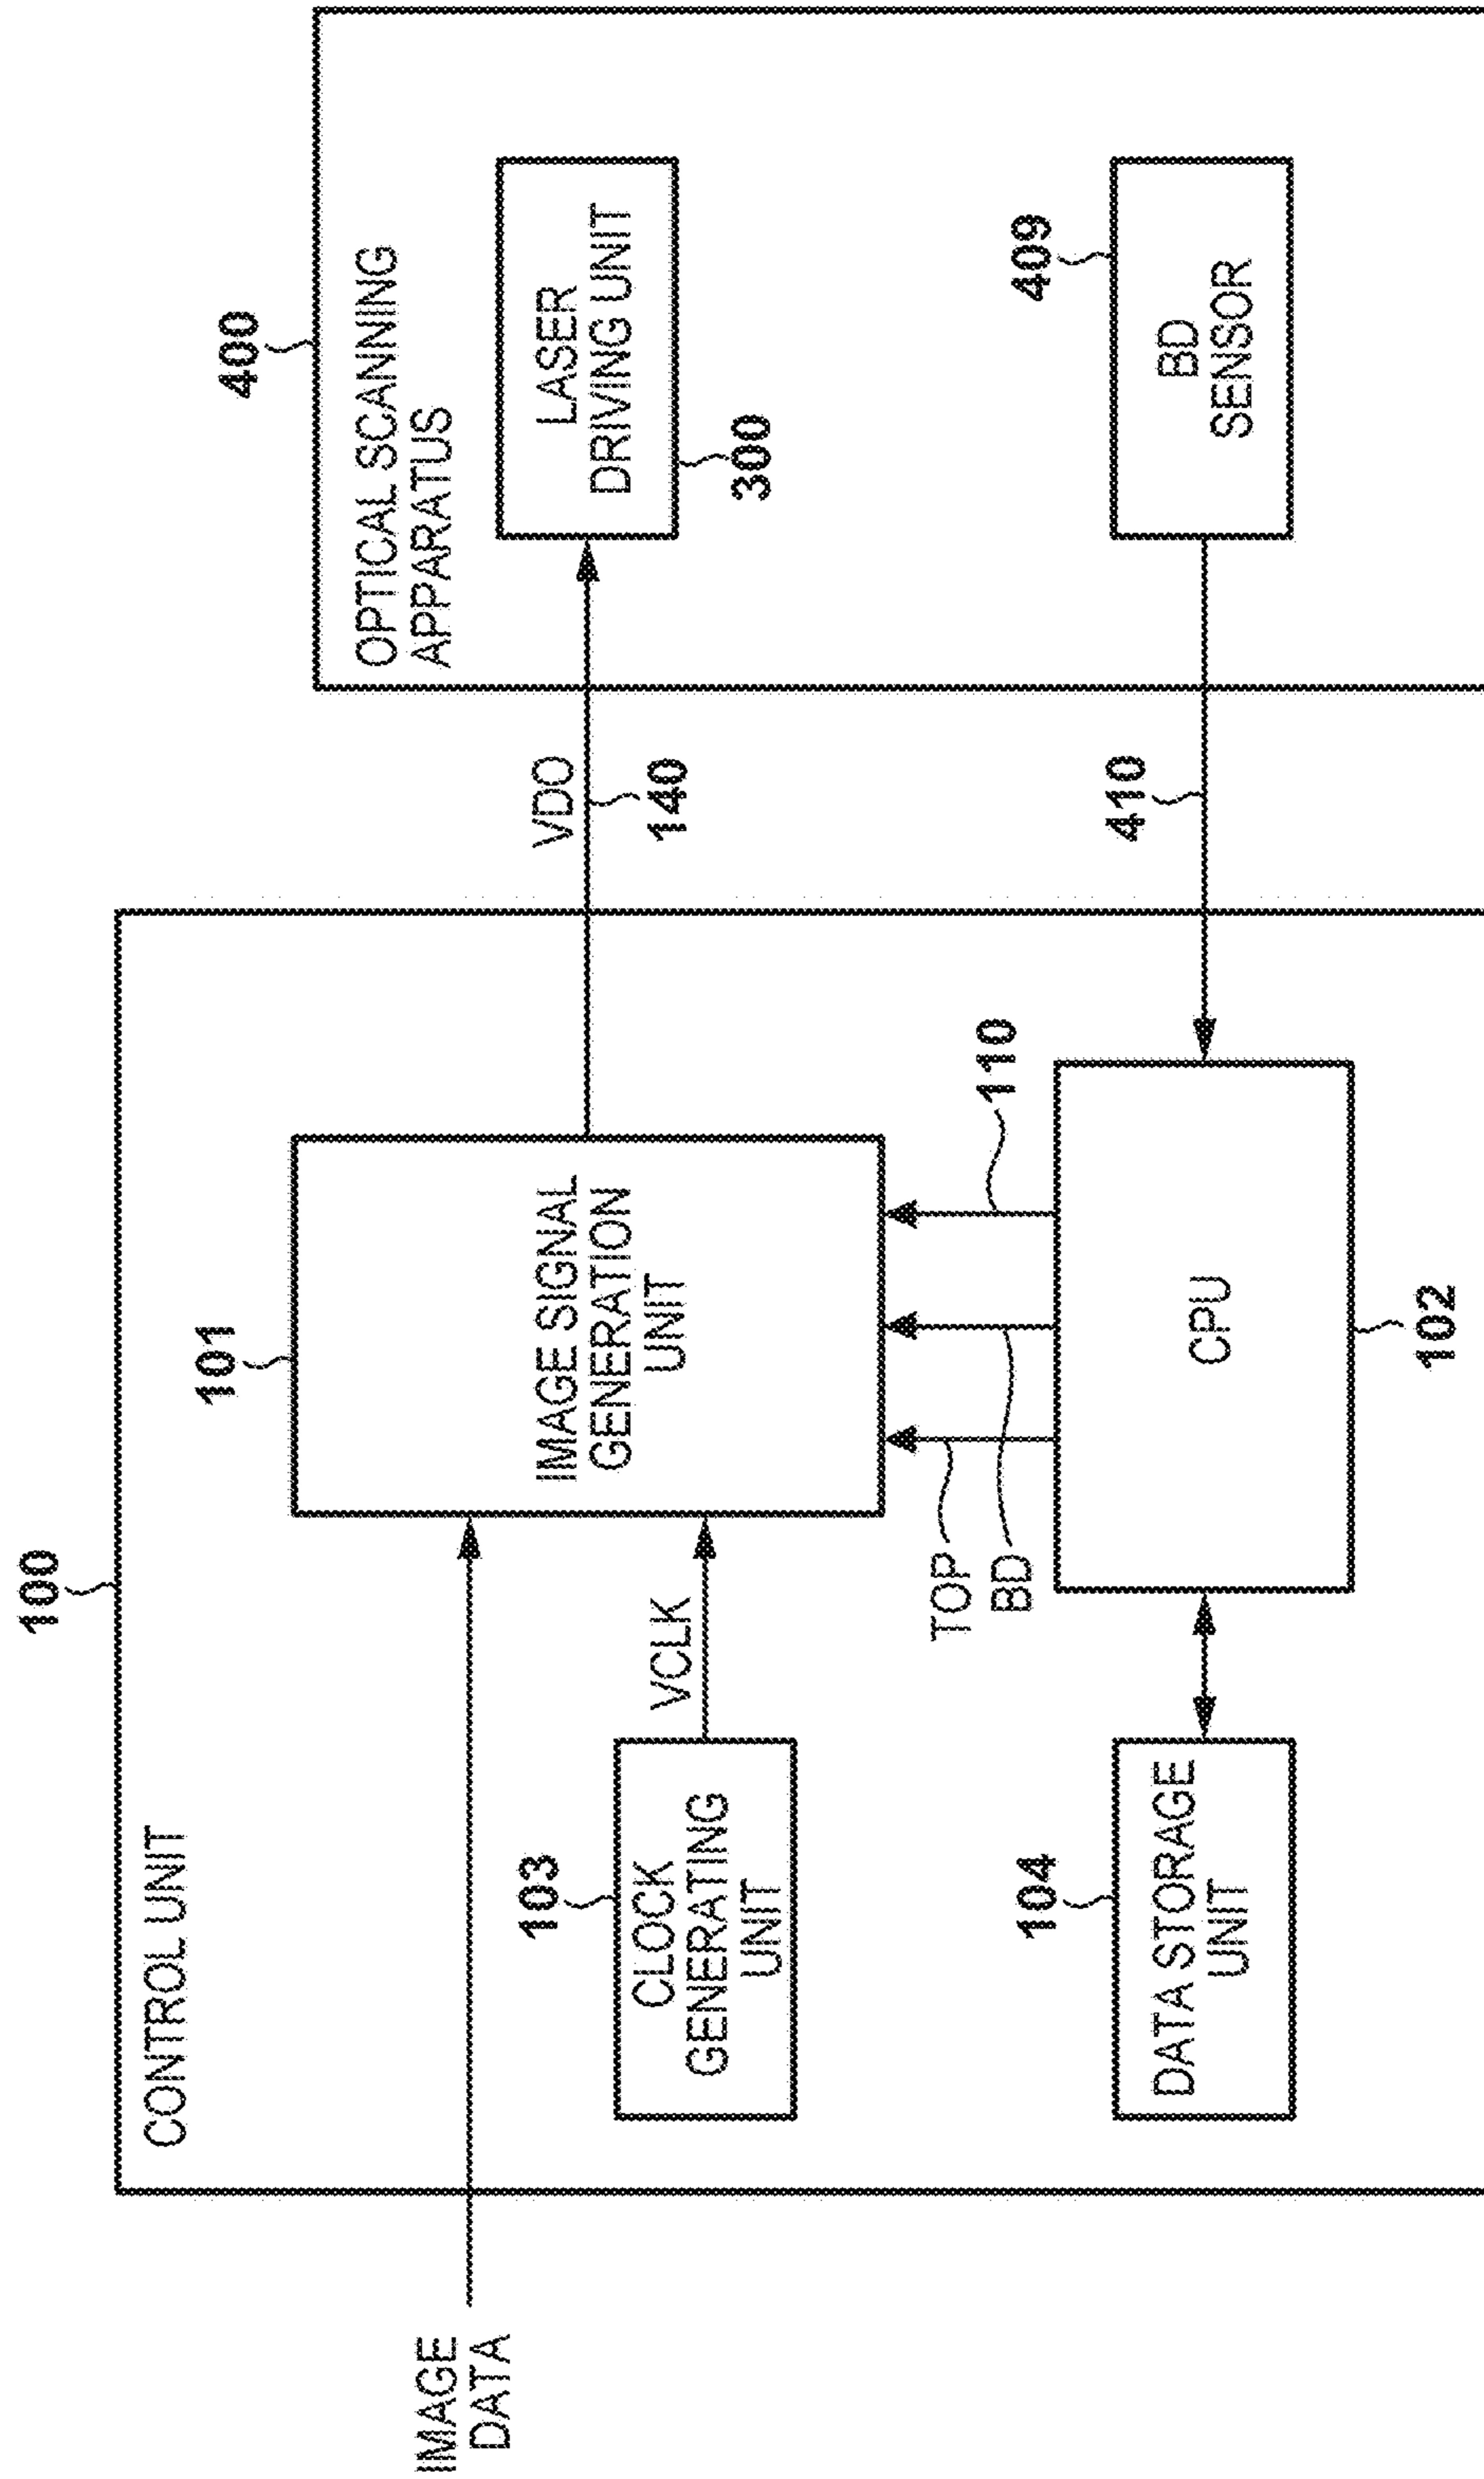 100
CONTROL UNIT
400
OPTICAL SCANNING
APPARATUS
101
IMAGE
DATA
IMAGE SIGNAL
GENERATION
UNIT
VDO
140
LASER
DRIVING UNIT
300
103
CLOCK
GENERATING
UNIT
VCLK
TOP
BD
110
104
DATA STORAGE
UNIT
CPU
102
410
409
BD
SENSOR